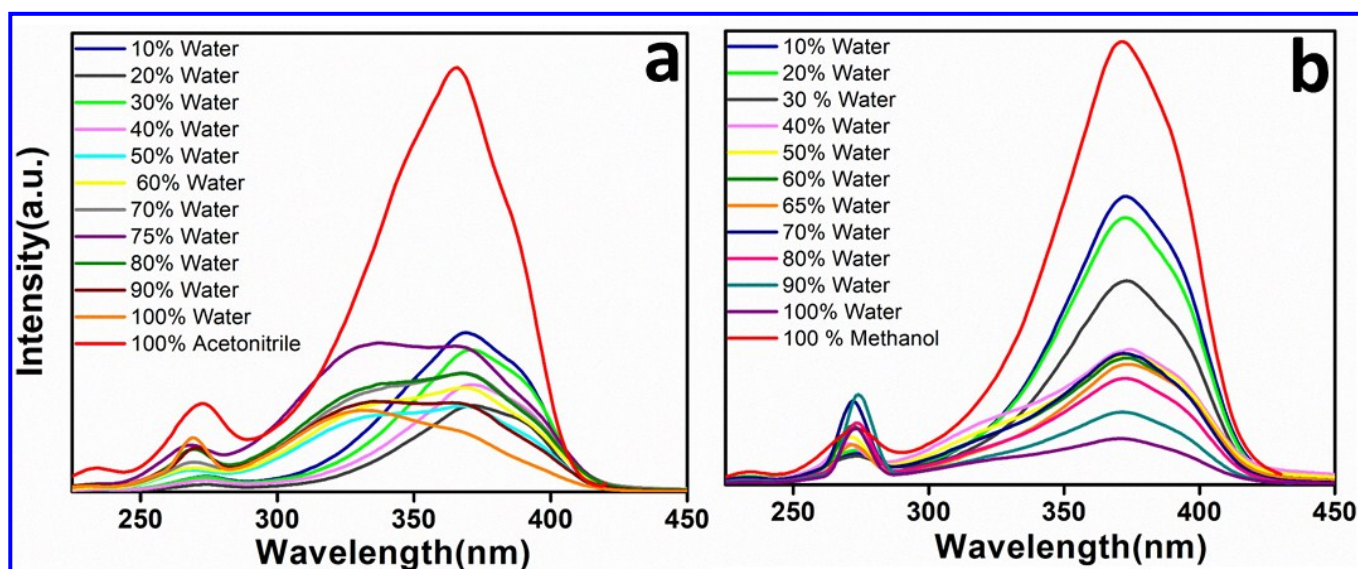 a
10% Water
20% Water
30% Water
40% Water
50% Water
60% Water
70% Water
75% Water
80% Water
90% Water
100% Water
100% Acetonitrile
Intensity(a.u.)
250 300 350 400 450
Wavelength(nm)
b
10% Water
20% Water
30 % Water
40% Water
50% Water
60% Water
65% Water
70% Water
80% Water
90% Water
100% Water
100 % Methanol
250 300 350 400 450
Wavelength(nm)